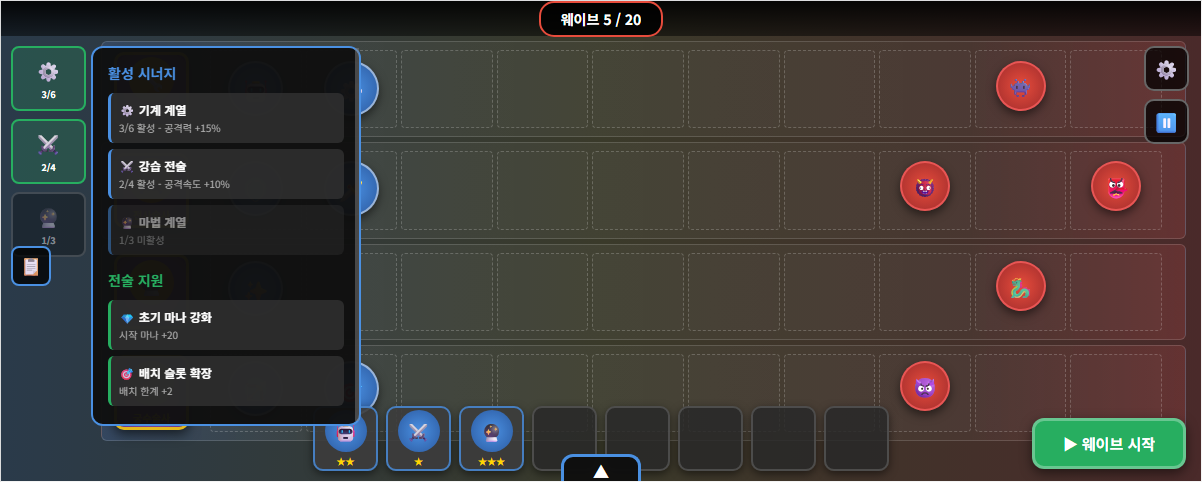 웨이브 5 / 20
3/6
2/4
1/3
활성 시너지
기계 계열
3/6 활성 - 공격력 +15%
강습 전술
2/4 활성 - 공격속도 +10%
마법 계열
1/3 미활성
전술 지원
초기 마나 강화
시작 마나 +20
배치 슬롯 확장
배치 한계 +2
★★
★
★★★
▲
▶ 웨이브 시작